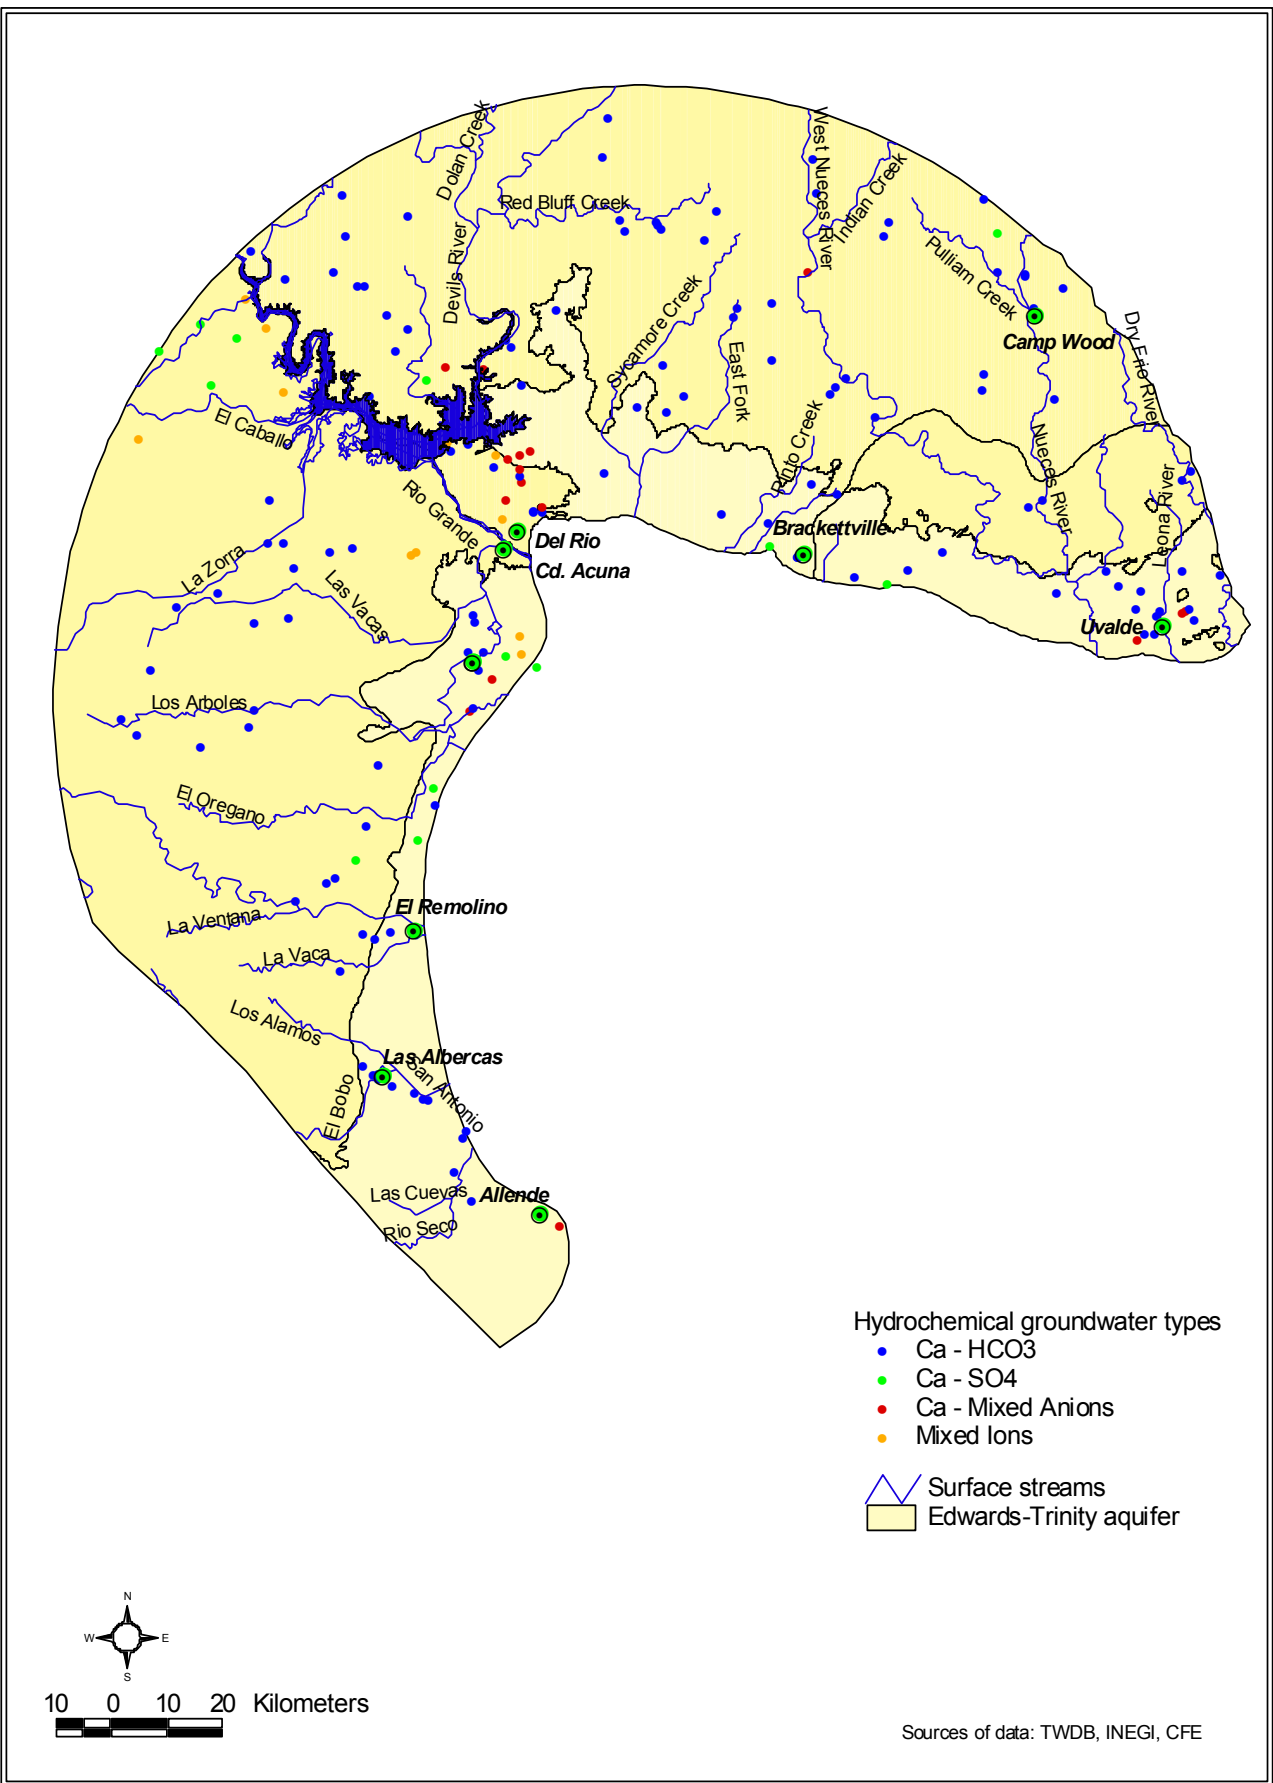 Dolan Creek
West Nueces River
Indian Creek
Red Bluff Creek
Devils River
Pulliam Creek
Sycamore Creek
East Fork
Camp Wood
Dry Frio River
El Caballo
Pinto Creek
Nueces River
Leona River
Rio Grande
Brackettville
Del Rio
Cd. Acuna
La Zorra
Las Vacas
Uvalde
Los Arboles
El Oregano
El Remolino
La Ventana
La Vaca
Los Alamos
Las Albercas
San Antonio
El Bobo
Las Cuevas
Allende
Rio Seco
Hydrochemical groundwater types
Ca - HCO3
Ca - SO4
Ca - Mixed Anions
Mixed Ions
Surface streams
Edwards-Trinity aquifer
N
W E
S
10 0 10 20 Kilometers
Sources of data: TWDB, INEGI, CFE